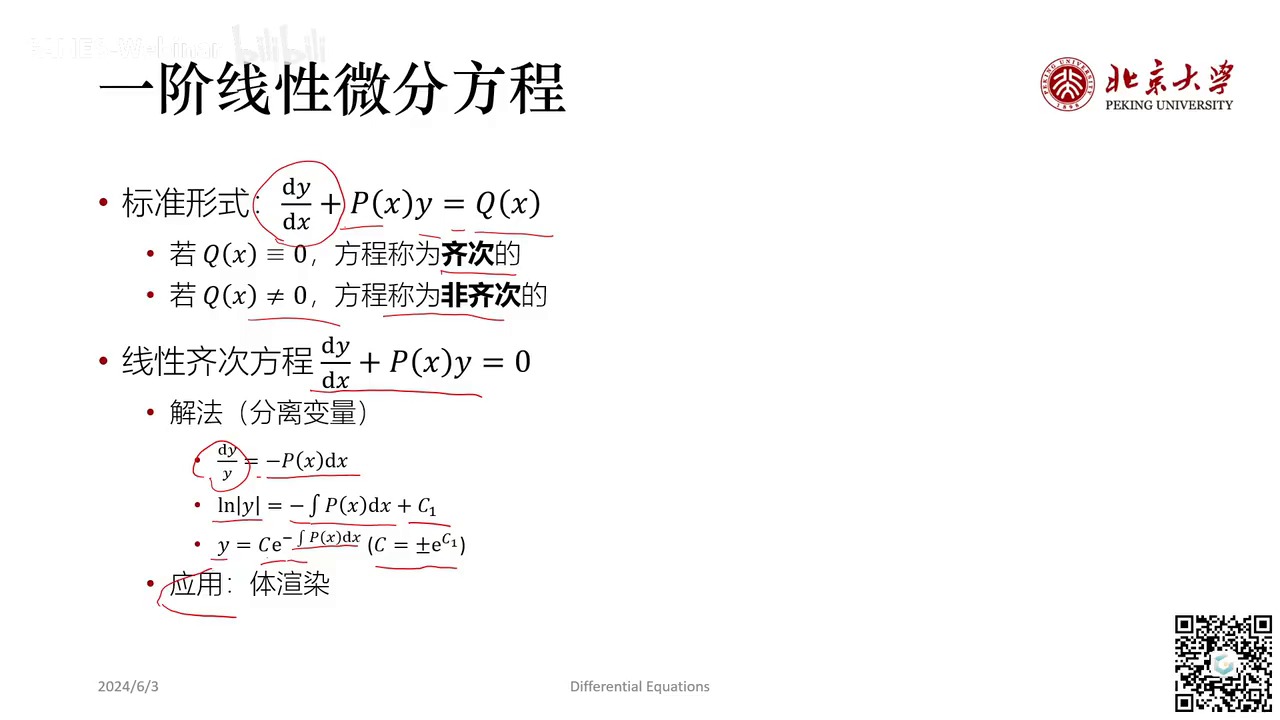 一阶线性微分方程
北京大学
PEKING UNIVERSITY
• 标准形式：dy/dx + P(x)y = Q(x)
• 若 Q(x) ≡ 0，方程称为齐次的
• 若 Q(x) ≠ 0，方程称为非齐次的
• 线性齐次方程 dy/dx + P(x)y = 0
• 解法（分离变量）
• dy/y = −P(x)dx
• ln|y| = −∫ P(x)dx + C₁
• y = Ce^(−∫ P(x)dx) (C = ±e^(C₁))
• 应用：体渲染
2024/6/3
Differential Equations